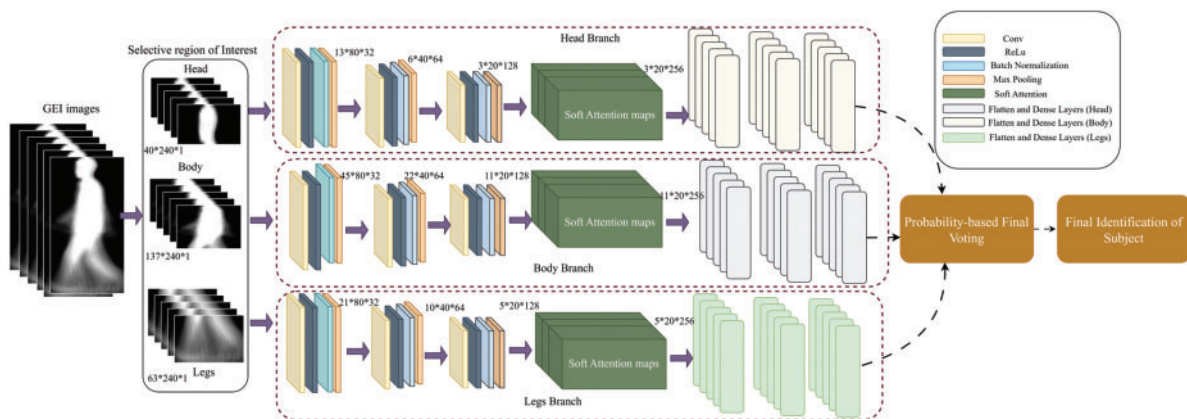 GEI images
Selective region of Interest
Head
40*240*1
Body
137*240*1
63*240*1
Legs
Head Branch
13*80*32
6*40*64
3*20*128
Soft Attention maps
3*20*256
45*80*32
22*40*64
11*20*128
Soft Attention maps
11*20*256
Body Branch
21*80*32
10*40*64
5*20*128
Soft Attention maps
5*20*256
Legs Branch
Conv
ReLu
Batch Normalization
Max Pooling
Soft Attention
Flatten and Dense Layers (Head)
Flatten and Dense Layers (Body)
Flatten and Dense Layers (Legs)
Probability-based Final
Voting
Final Identification of
Subject